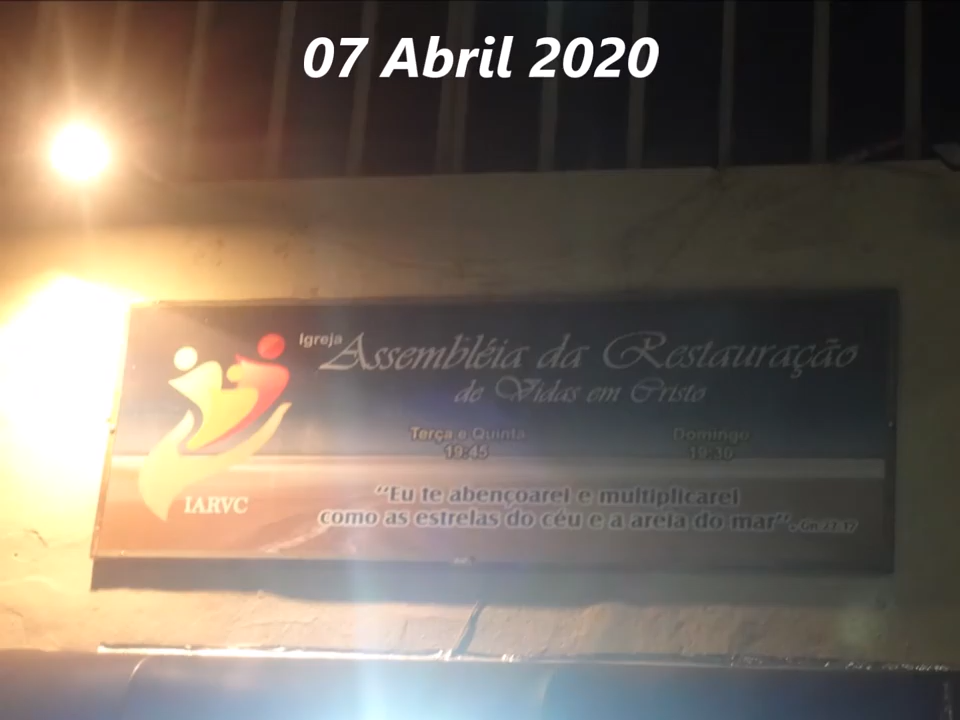 07 Abril 2020
Igreja Assembléia da Restauração
de Vidas em Cristo
Terça e Quinta
19:45
Domingo
19:30
IARVC
“Eu te abençoarei e multiplicarei
como as estrelas do céu e a areia do mar”. Gn